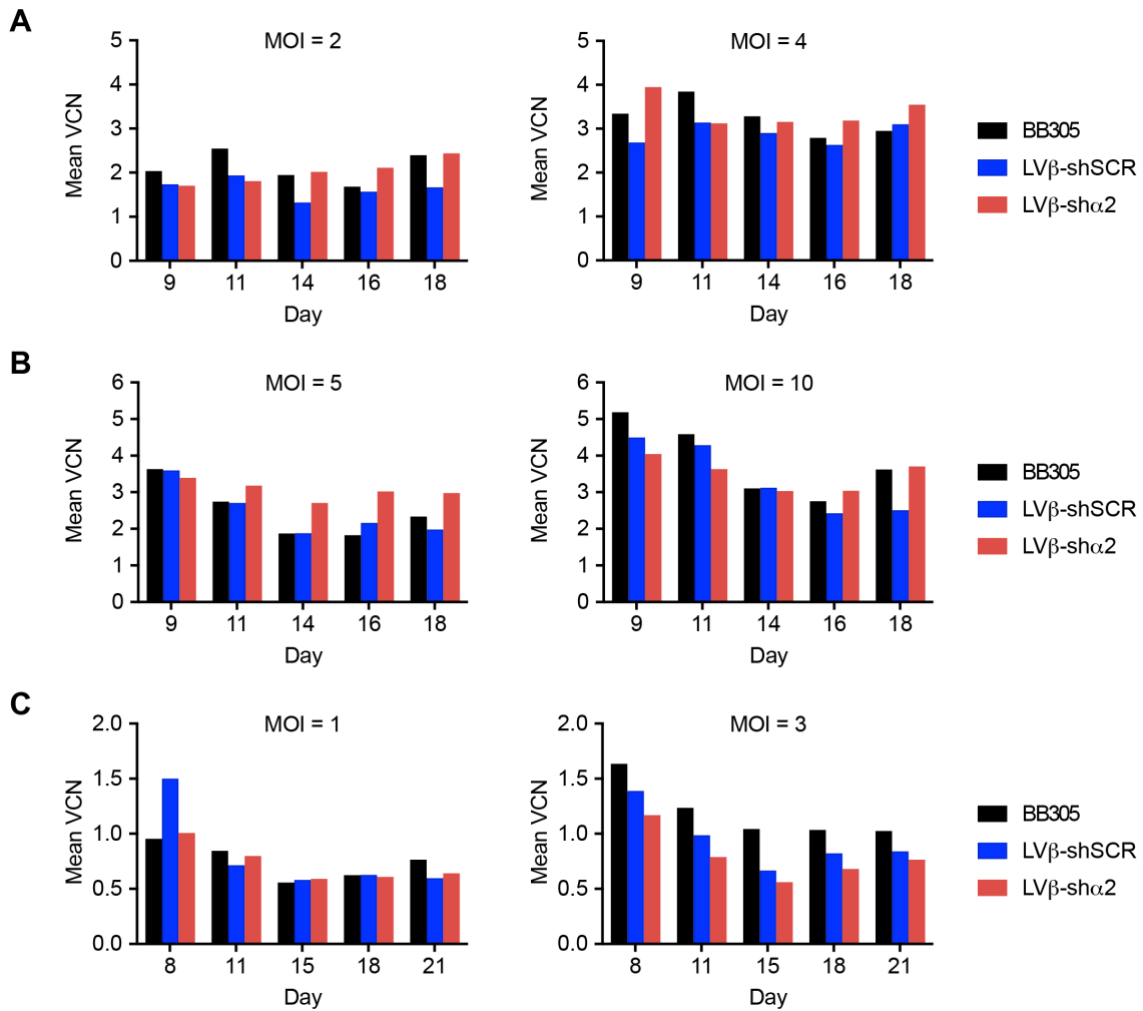 A
MOI = 2
Mean VCN
5
4
3
2
1
0
9 11 14 16 18
Day
MOI = 4
Mean VCN
5
4
3
2
1
0
9 11 14 16 18
Day
BB305
LVβ-shSCR
LVβ-shα2
B
MOI = 5
Mean VCN
6
5
4
3
2
1
0
9 11 14 16 18
Day
MOI = 10
Mean VCN
6
5
4
3
2
1
0
9 11 14 16 18
Day
BB305
LVβ-shSCR
LVβ-shα2
C
MOI = 1
Mean VCN
2.0
1.5
1.0
0.5
0.0
8 11 15 18 21
Day
MOI = 3
Mean VCN
2.0
1.5
1.0
0.5
0.0
8 11 15 18 21
Day
BB305
LVβ-shSCR
LVβ-shα2